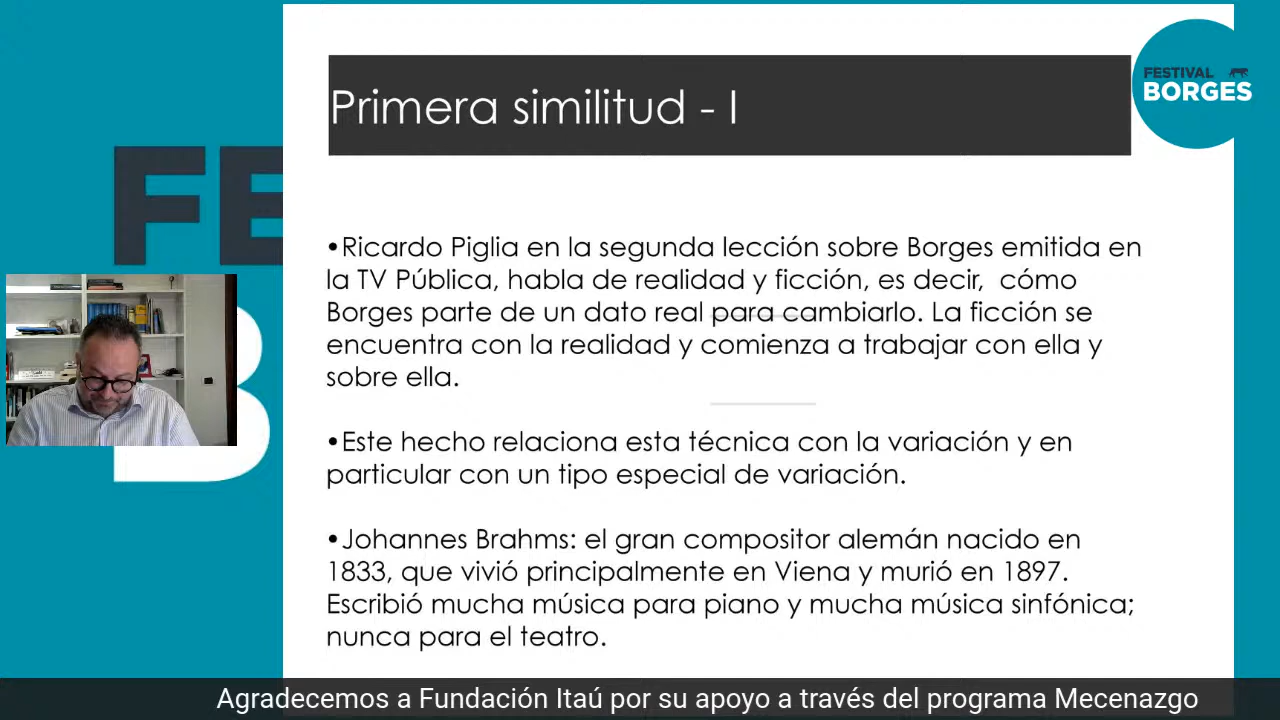 Primera similitud - I
FESTIVAL
BORGES
FE
B
•Ricardo Piglia en la segunda lección sobre Borges emitida en
la TV Pública, habla de realidad y ficción, es decir,  cómo
Borges parte de un dato real para cambiarlo. La ficción se
encuentra con la realidad y comienza a trabajar con ella y
sobre ella.
•Este hecho relaciona esta técnica con la variación y en
particular con un tipo especial de variación.
•Johannes Brahms: el gran compositor alemán nacido en
1833, que vivió principalmente en Viena y murió en 1897.
Escribió mucha música para piano y mucha música sinfónica;
nunca para el teatro.
Agradecemos a Fundación Itaú por su apoyo a través del programa Mecenazgo